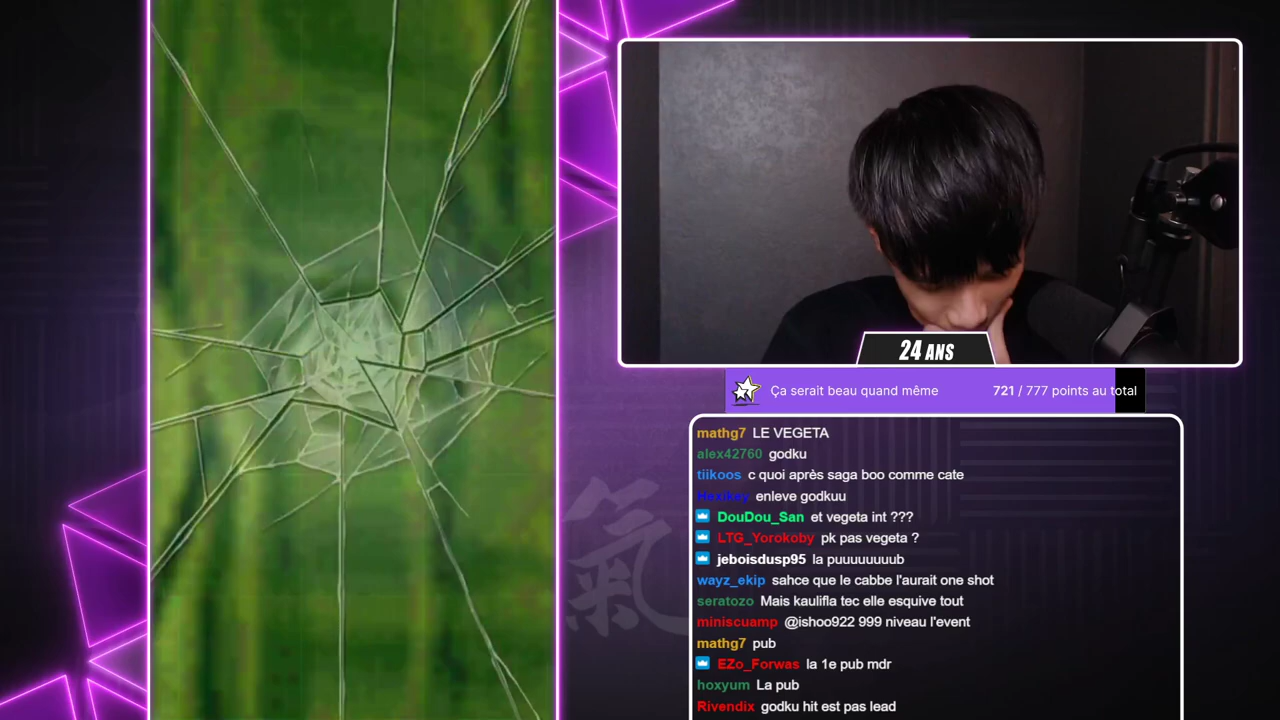 24 ANS
Ça serait beau quand même 721 / 777 points au total
mathg7 LE VEGETA
alex42760 godku
tiikoos c quoi après saga boo comme cate
Hexikey enleve godkuu
DouDou_San et vegeta int ???
LTG_Yorokoby pk pas vegeta ?
jeboisdusp95 la puuuuuuuub
wayz_ekip sahce que le cabbe l'aurait one shot
seratozo Mais kaulifla tec elle esquive tout
miniscuamp @ishoo922 999 niveau l'event
mathg7 pub
EZo_Forwas la 1e pub mdr
hoxyum La pub
Rivendix godku hit est pas lead
氣